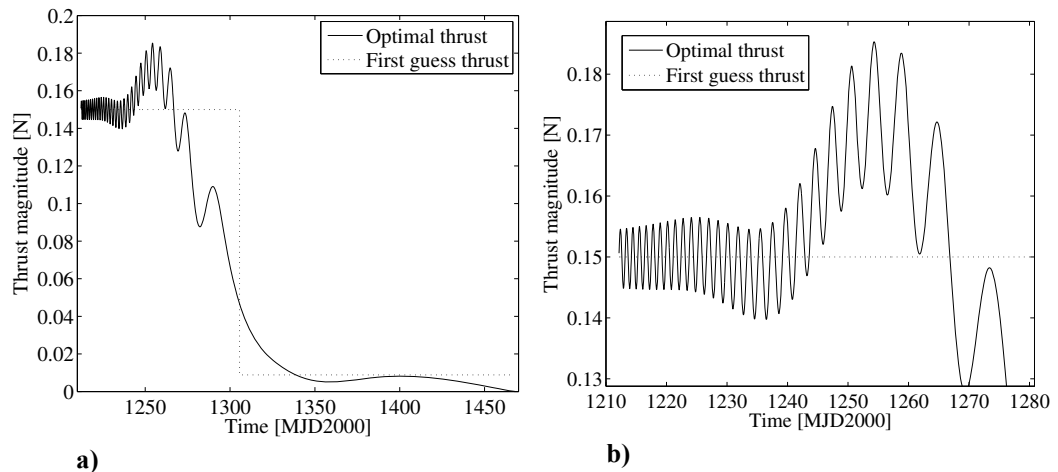 0.2
0.18
0.16
0.14
0.12
0.1
0.08
0.06
0.04
0.02
0
Thrust magnitude [N]
Optimal thrust
First guess thrust
1250 1300 1350 1400 1450
Time [MJD2000]
a)
0.18
0.17
0.16
0.15
0.14
0.13
Thrust magnitude [N]
Optimal thrust
First guess thrust
1210 1220 1230 1240 1250 1260 1270 1280
Time [MJD2000]
b)